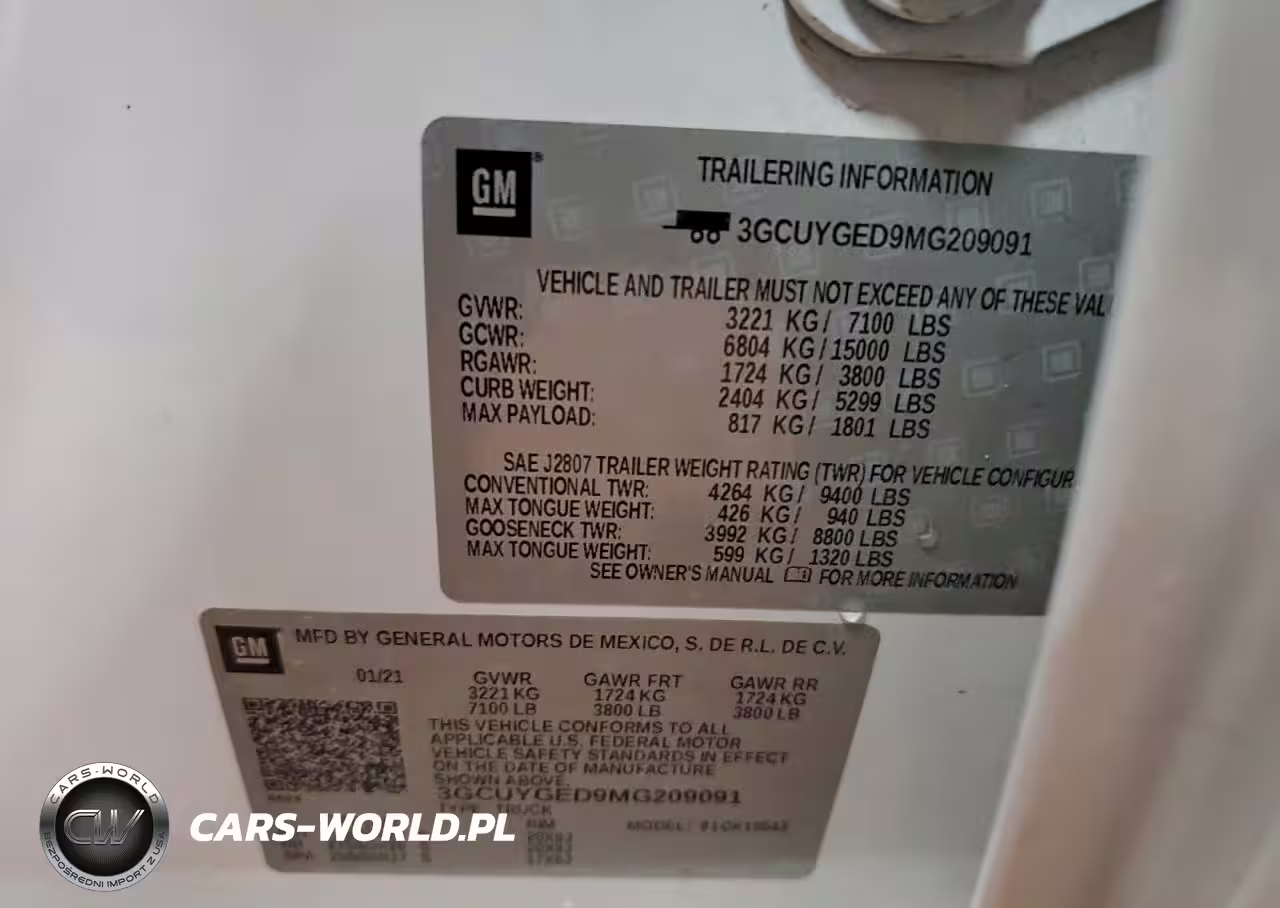 GM®
TRAILERING INFORMATION
3GCUYGED9MG209091
VEHICLE AND TRAILER MUST NOT EXCEED ANY OF THESE VAL
GVWR: 3221 KG/ 7100 LBS
GCWR: 6804 KG/15000 LBS
RGAWR: 1724 KG/ 3800 LBS
CURB WEIGHT: 2404 KG/ 5299 LBS
MAX PAYLOAD: 817 KG/ 1801 LBS
SAE J2807 TRAILER WEIGHT RATING (TWR) FOR VEHICLE CONFIGUR
CONVENTIONAL TWR: 4264 KG/ 9400 LBS
MAX TONGUE WEIGHT: 426 KG/ 940 LBS
GOOSENECK TWR: 3992 KG/ 8800 LBS
MAX TONGUE WEIGHT: 599 KG/ 1320 LBS
SEE OWNER'S MANUAL FOR MORE INFORMATION
GM MFD BY GENERAL MOTORS DE MEXICO, S. DE R.L. DE C.V.
01/21 GVWR GAWR FRT GAWR RR
3221 KG 1724 KG 1724 KG
7100 LB 3800 LB 3800 LB
THIS VEHICLE CONFORMS TO ALL
APPLICABLE U.S. FEDERAL MOTOR
VEHICLE SAFETY STANDARDS IN EFFECT
ON THE DATE OF MANUFACTURE
SHOWN ABOVE.
3GCUYGED9MG209091
TYPE: TRUCK
MODEL:
RIM
CARS-WORLD
CW
BEZPOŚREDNI IMPORT Z USA
CARS-WORLD.PL